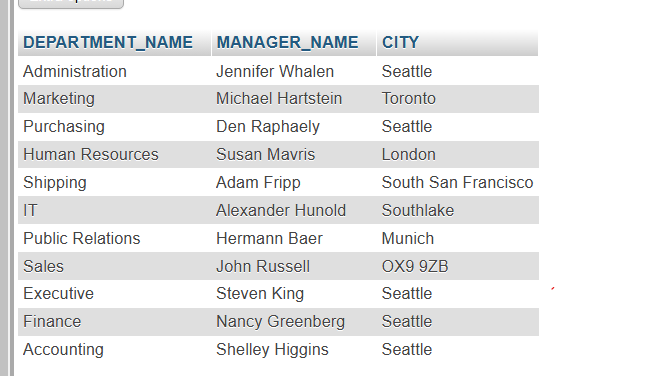 DEPARTMENT_NAME MANAGER_NAME CITY
Administration Jennifer Whalen Seattle
Marketing Michael Hartstein Toronto
Purchasing Den Raphaely Seattle
Human Resources Susan Mavris London
Shipping Adam Fripp South San Francisco
IT Alexander Hunold Southlake
Public Relations Hermann Baer Munich
Sales John Russell OX9 9ZB
Executive Steven King Seattle
Finance Nancy Greenberg Seattle
Accounting Shelley Higgins Seattle